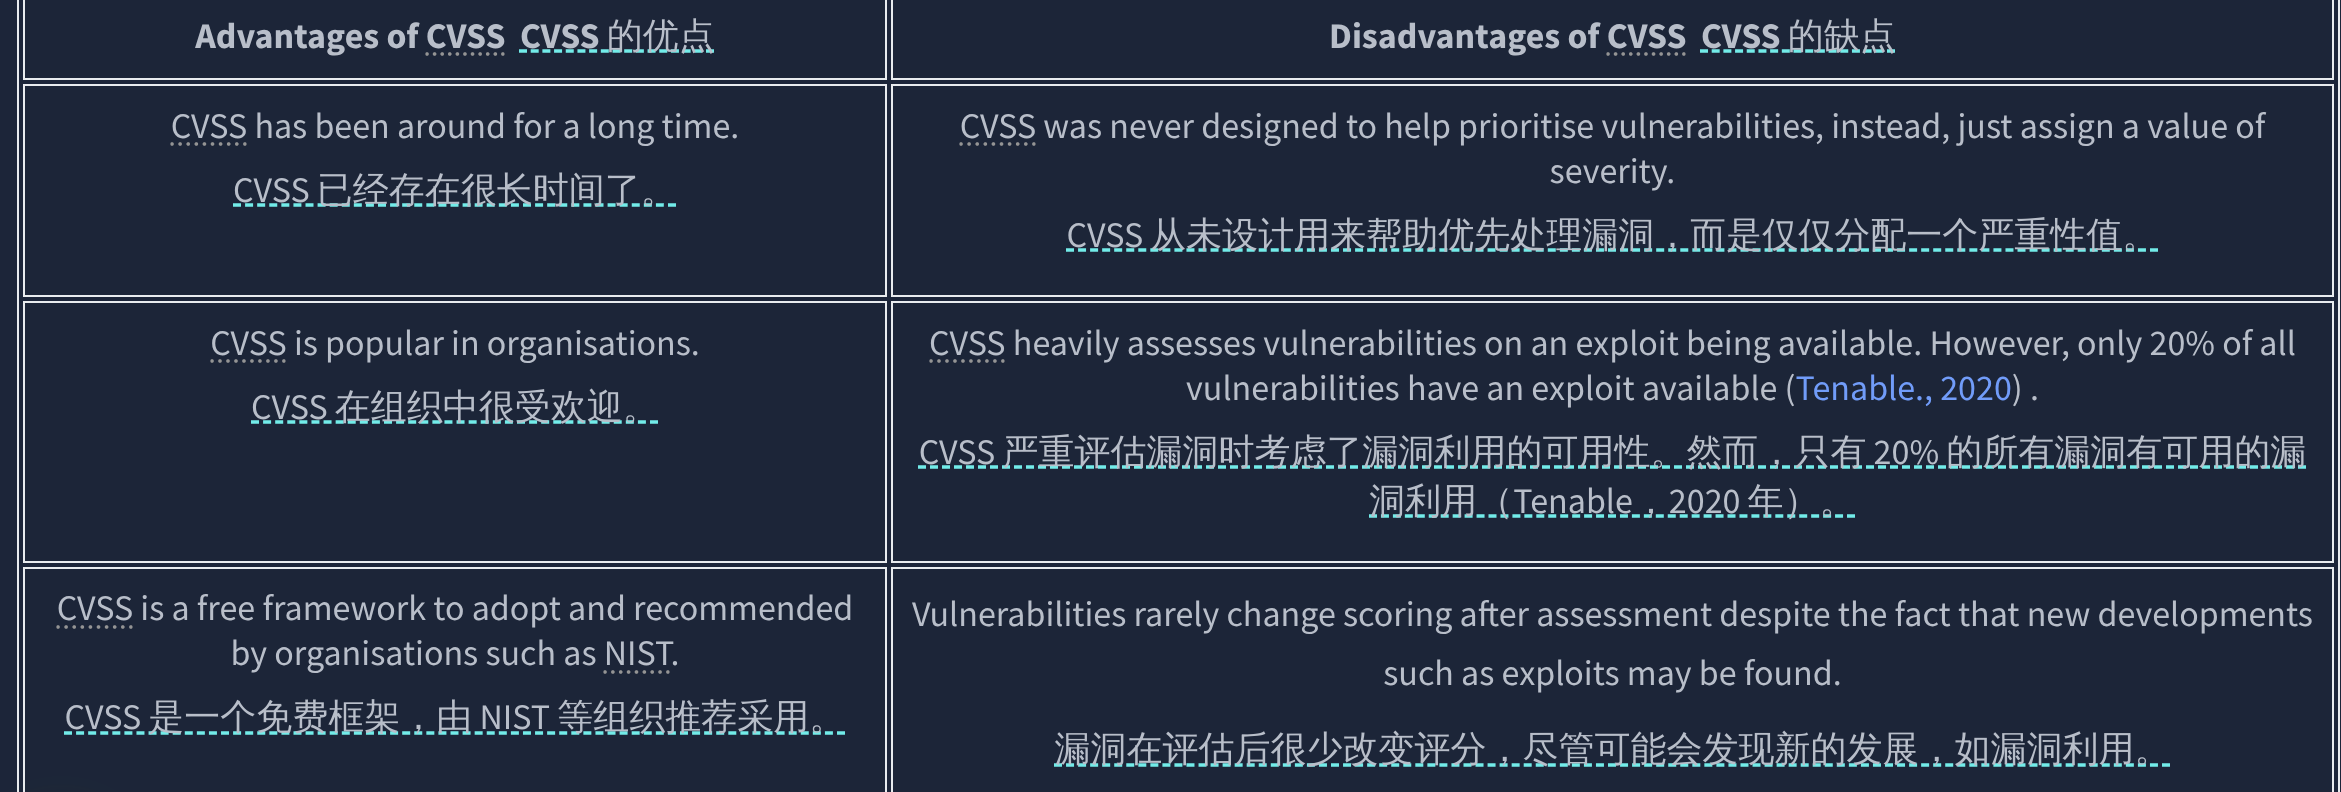 Advantages of CVSS CVSS 的优点
Disadvantages of CVSS CVSS 的缺点
CVSS has been around for a long time.
CVSS 已经存在很长时间了。
CVSS was never designed to help prioritise vulnerabilities, instead, just assign a value of
severity.
CVSS 从未设计用来帮助优先处理漏洞，而是仅仅分配一个严重性值。
CVSS is popular in organisations.
CVSS 在组织中很受欢迎。
CVSS heavily assesses vulnerabilities on an exploit being available. However, only 20% of all
vulnerabilities have an exploit available (Tenable., 2020) .
CVSS 严重评估漏洞时考虑了漏洞利用的可用性。然而，只有 20% 的所有漏洞有可用的漏
洞利用（Tenable，2020 年）。
CVSS is a free framework to adopt and recommended
by organisations such as NIST.
CVSS 是一个免费框架，由 NIST 等组织推荐采用。
Vulnerabilities rarely change scoring after assessment despite the fact that new developments
such as exploits may be found.
漏洞在评估后很少改变评分，尽管可能会发现新的发展，如漏洞利用。